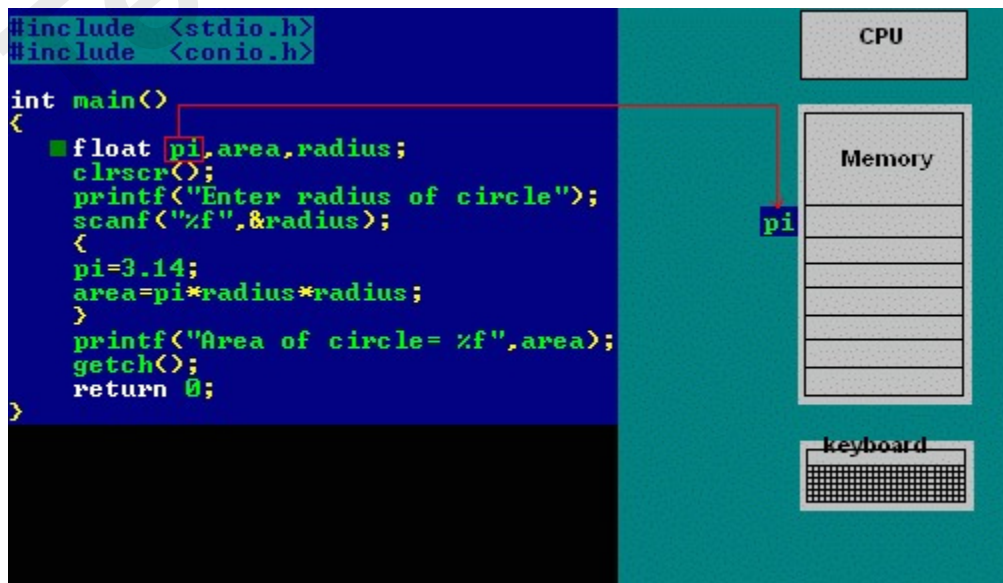 #include <stdio.h>
#include <conio.h>
int main()
{
float pi,area,radius;
clrscr();
printf("Enter radius of circle");
scanf("%f",&radius);
{
pi=3.14;
area=pi*radius*radius;
}
printf("Area of circle= %f",area);
getch();
return 0;
}
CPU
Memory
pi
keyboard